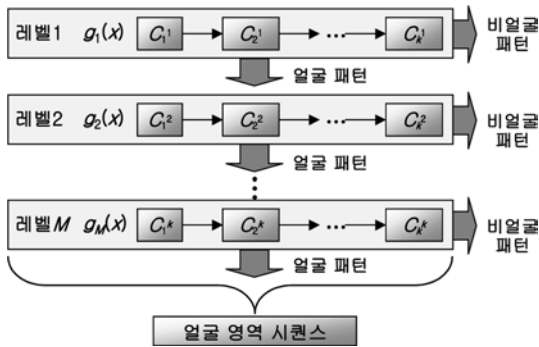 레벨1 g₁(x) C₁¹ C₂¹ ... Cₖ¹ 비얼굴 패턴
얼굴 패턴
레벨2 g₂(x) C₁² C₂² ... Cₖ² 비얼굴 패턴
얼굴 패턴
레벨M g_M(x) C₁ᵏ C₂ᵏ ... Cₖᵏ 비얼굴 패턴
얼굴 패턴
얼굴 영역 시퀀스